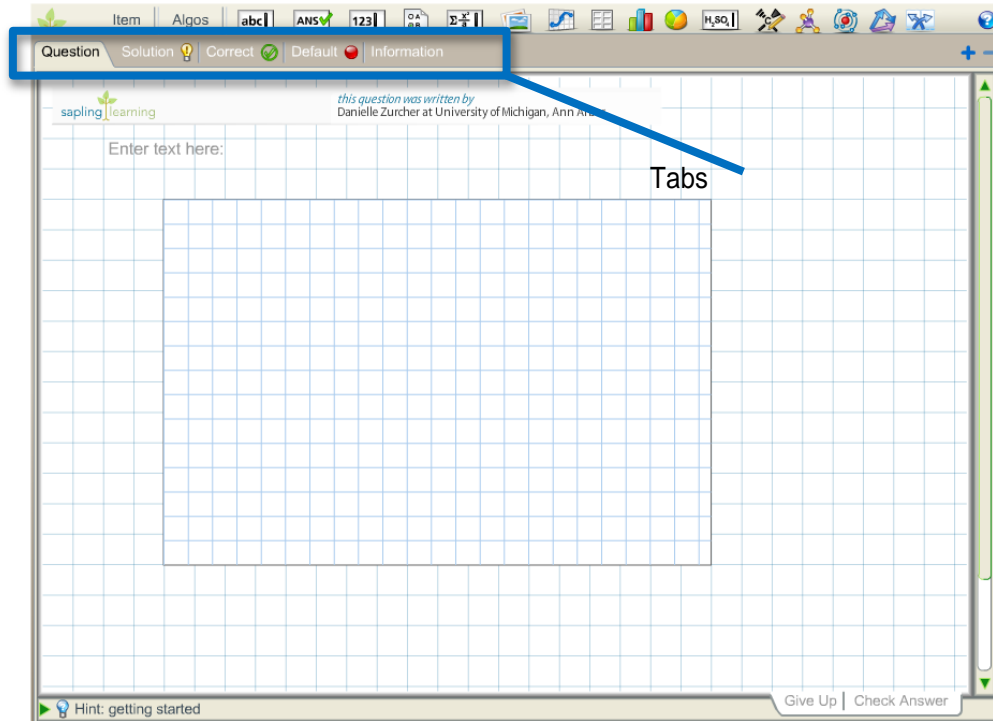 Item Algos abc ANS 123 H₂SO₄ ?
Question Solution Correct Default Information
this question was written by
sapling learning Danielle Zurcher at University of Michigan, Ann
Enter text here:
Tabs
Hint: getting started
Give Up Check Answer